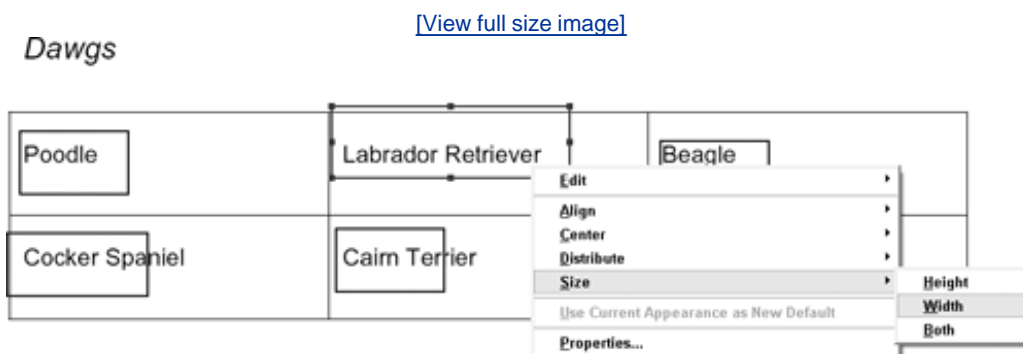 [View full size image]
Dawgs
Poodle
Labrador Retriever
Beagle
Edit
Align
Center
Cocker Spaniel
Cairn Terrier
Distribute
Size
Height
Use Current Appearance as New Default
Width
Both
Properties...